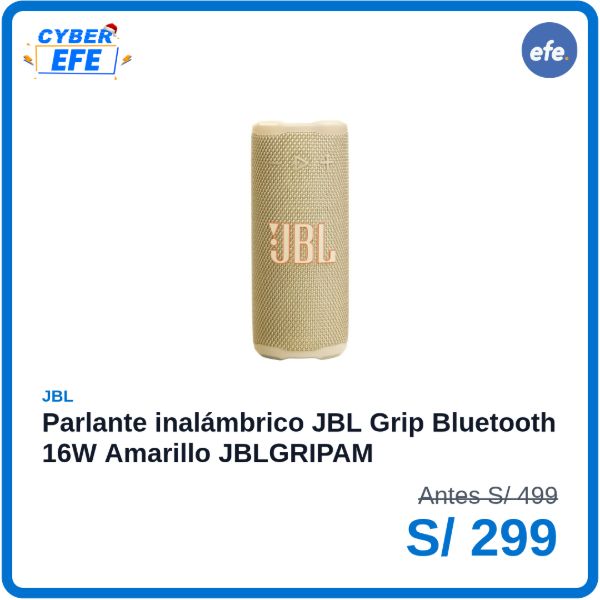 CYBER
EFE
efe.
JBL
JBL
Parlante inalámbrico JBL Grip Bluetooth
16W Amarillo JBLGRIPAM
Antes S/ 499
S/ 299